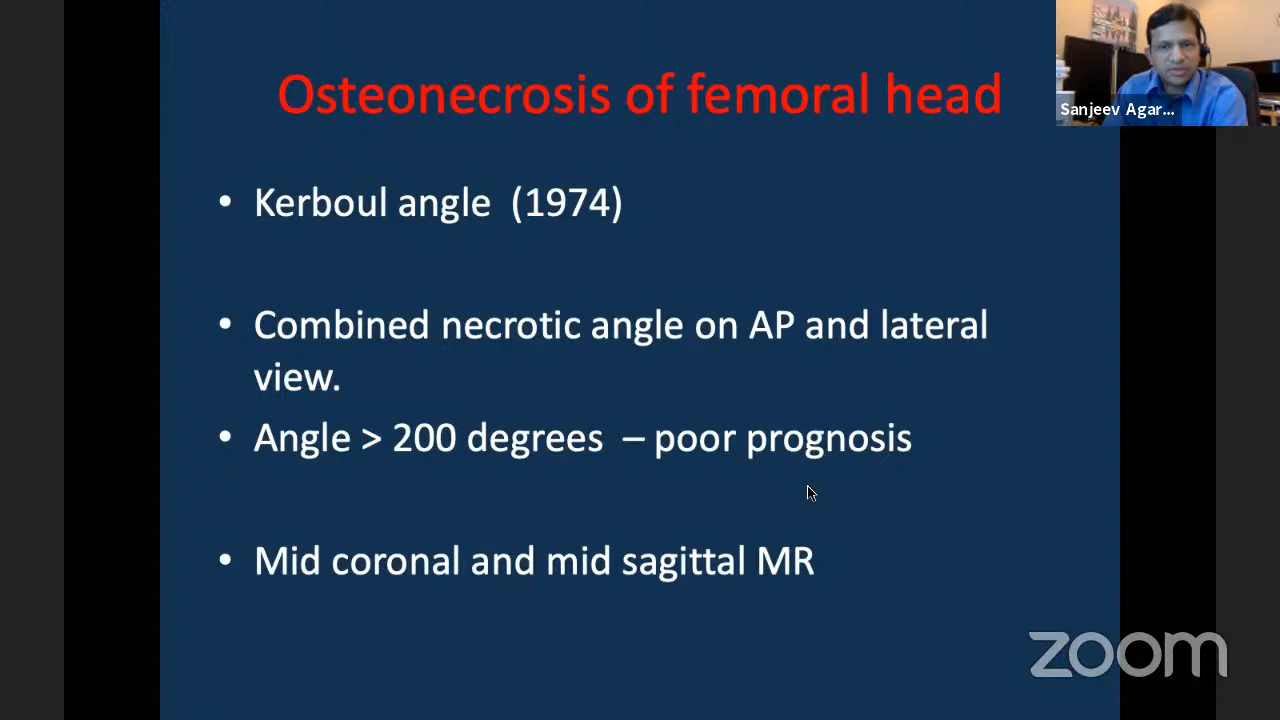 Osteonecrosis of femoral head
Sanjeev Agar...
• Kerboul angle (1974)
• Combined necrotic angle on AP and lateral
view.
• Angle > 200 degrees – poor prognosis
• Mid coronal and mid sagittal MR
zoom